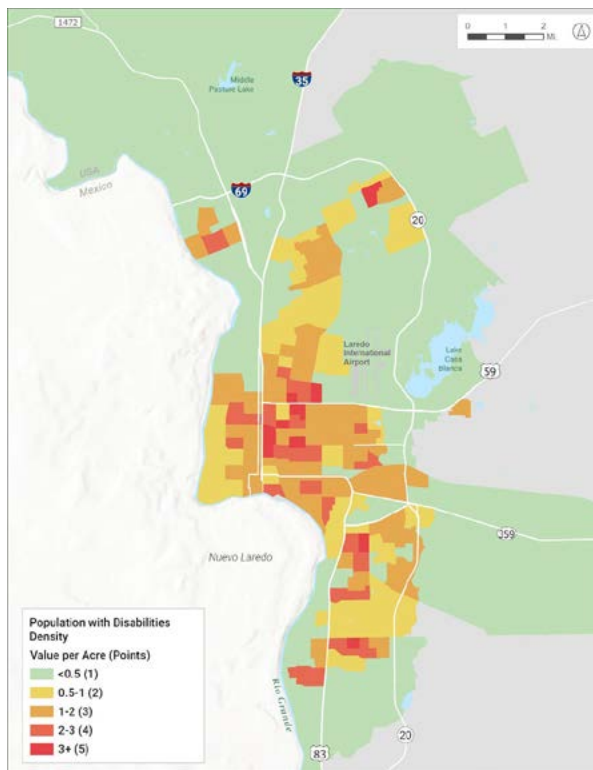 1472
0 1 2
MI.
Middle
Pasture Lake
35
USA
Mexico
69
20
Laredo
International
Airport
Lake
Casa
Blanca
59
359
Nuevo Laredo
Rio Grande
20
83
Population with Disabilities
Density
Value per Acre (Points)
<0.5 (1)
0.5-1 (2)
1-2 (3)
2-3 (4)
3+ (5)